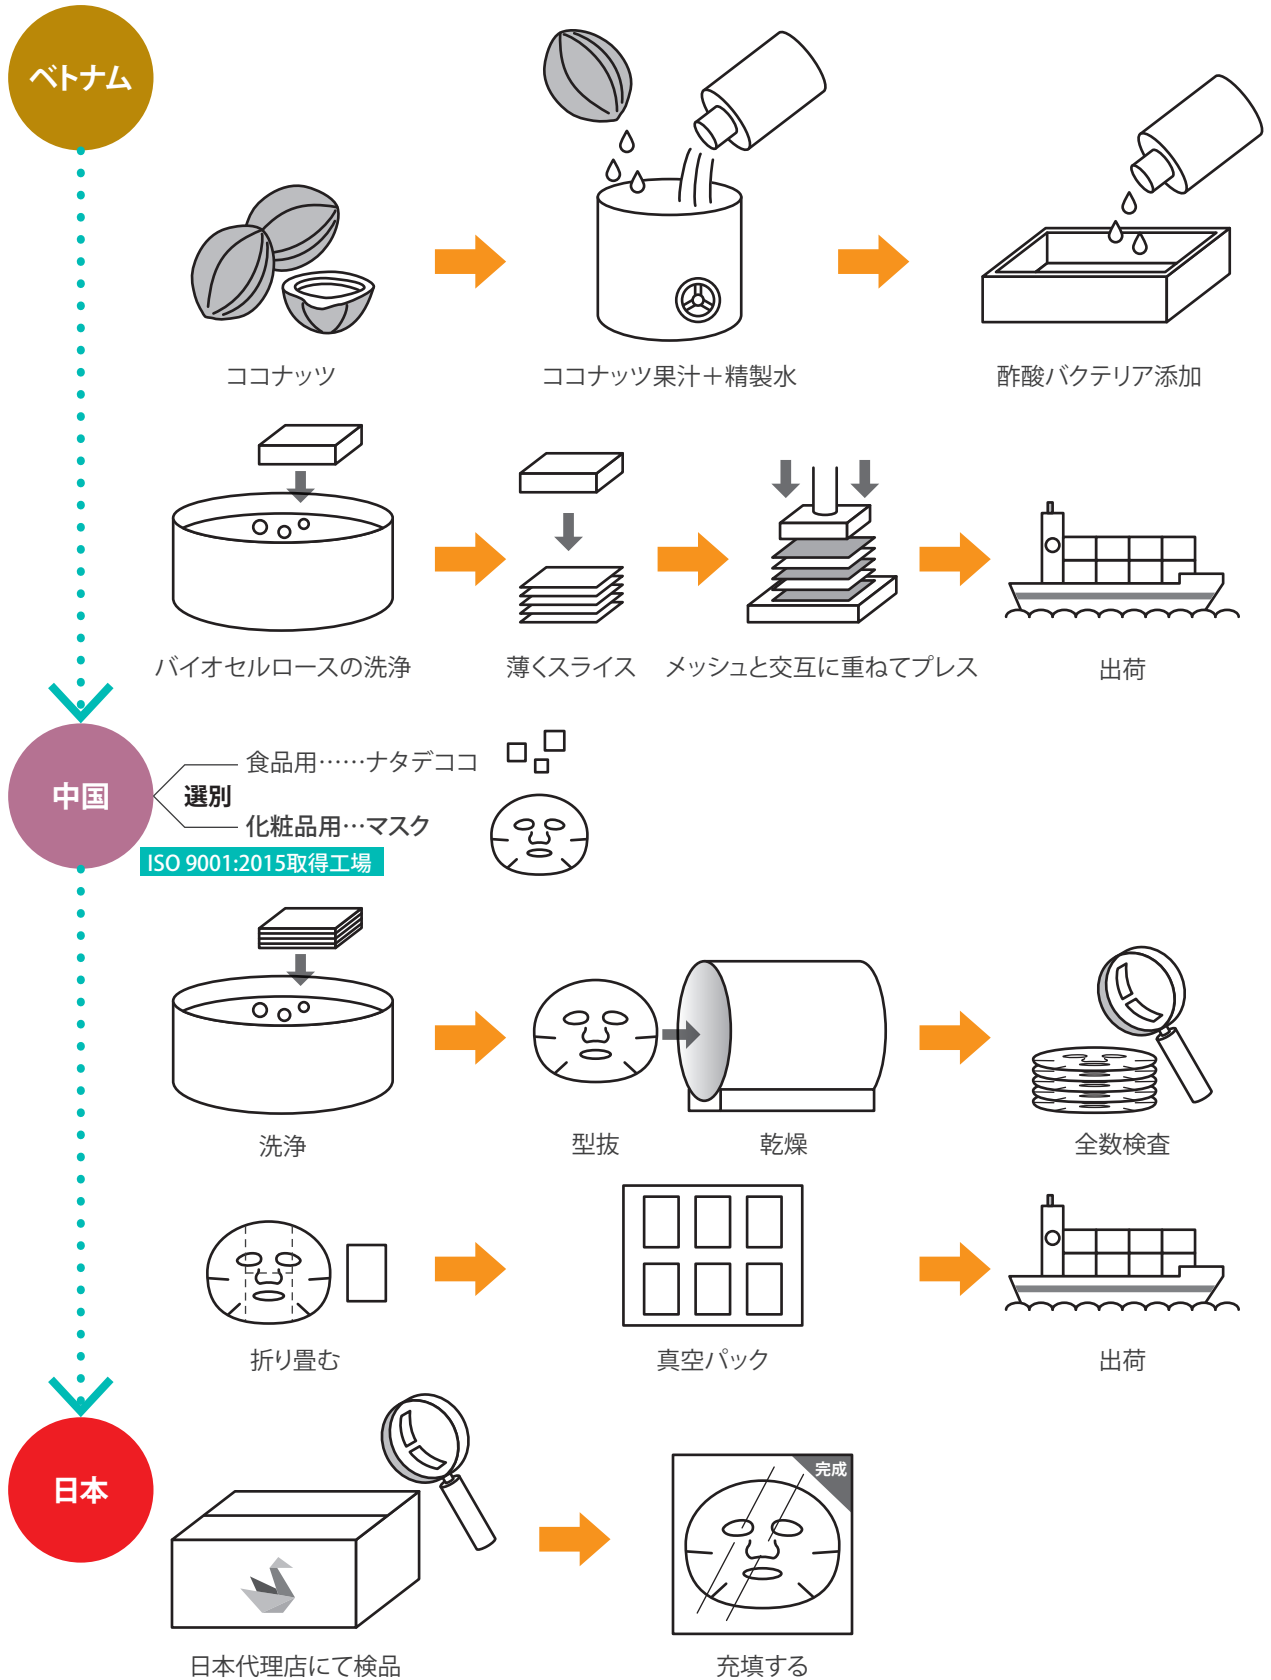 ベトナム
ココナッツ
ココナッツ果汁＋精製水
酢酸バクテリア添加
バイオセルロースの洗浄
薄くスライス
メッシュと交互に重ねてプレス
出荷
中国
選別
食品用……ナタデココ
化粧品用…マスク
ISO 9001:2015取得工場
洗浄
型抜
乾燥
全数検査
折り畳む
真空パック
出荷
日本
完成
日本代理店にて検品
充填する